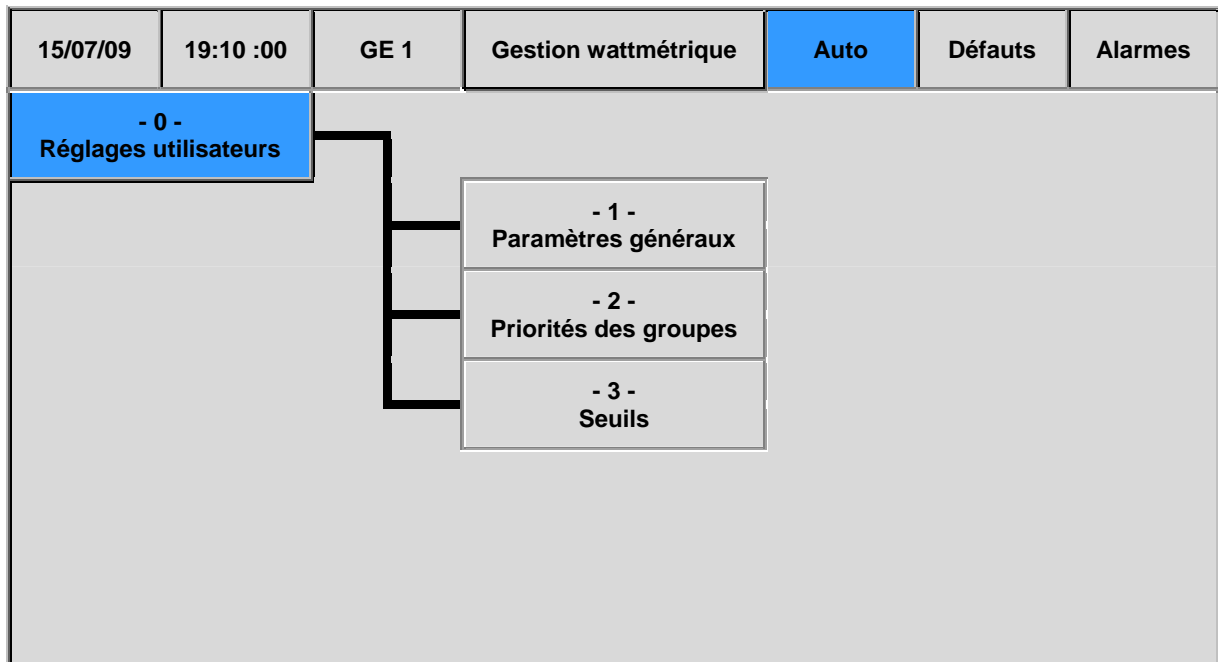 15/07/09
19:10 :00
GE 1
Gestion wattmétrique
Auto
Défauts
Alarmes
- 0 -
Réglages utilisateurs
- 1 -
Paramètres généraux
- 2 -
Priorités des groupes
- 3 -
Seuils